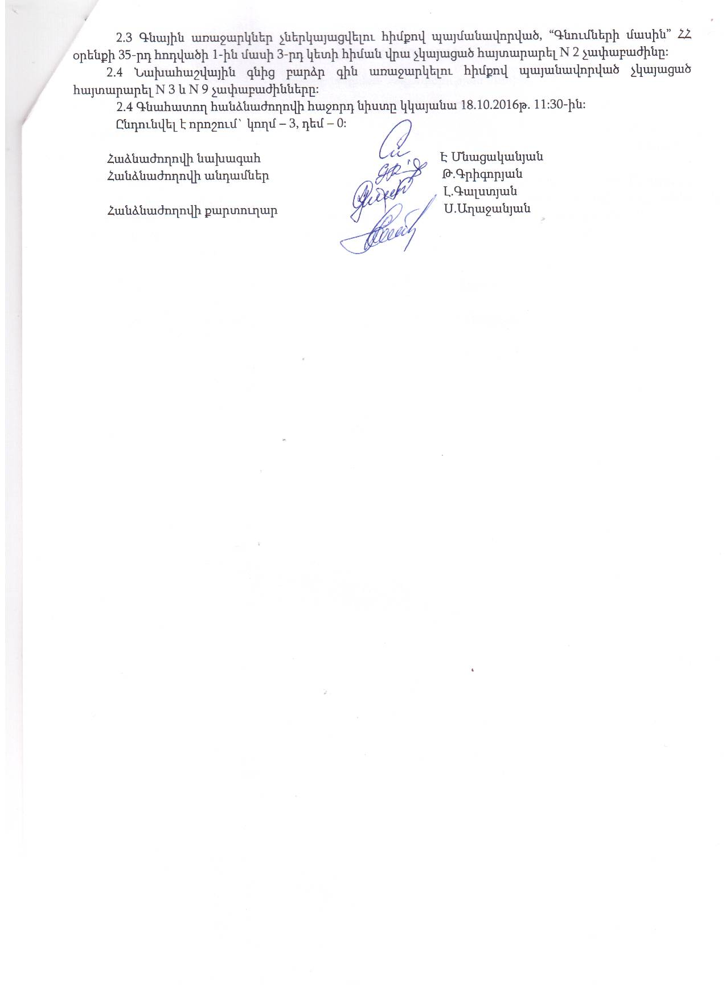 2.3 Գնային առաջարկներ չներկայացվելու հիմքով պայմանավորված, “Գնումների մասին” ՀՀ
օրենքի 35-րդ հոդվածի 1-ին մասի 3-րդ կետի հիման վրա չկայացած հայտարարել N 2 չափաբաժինը:
2.4 Նախահաշվային գնից բարձր գին առաջարկելու հիմքով պայանավորված չկայացած
հայտարարել N 3 և N 9 չափաբաժինները:
2.4 Գնահատող հանձնաժողովի հաջորդ նիստը կկայանա 18.10.2016թ. 11:30-ին:
Ընդունվել է որոշում` կողմ – 3, դեմ – 0:
Հաձնաժողովի նախագահ Է Մնացականյան
Հանձնաժողովի անդամներ Թ.Գրիգորյան
Լ.Գալստյան
Հանձնաժողովի քարտուղար Ս.Աղաջանյան